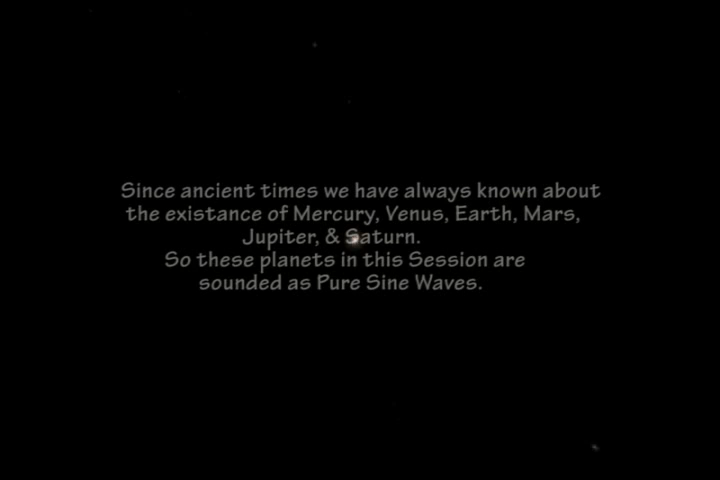 Since ancient times we have always known about
the existance of Mercury, Venus, Earth, Mars,
Jupiter, & Saturn.
So these planets in this Session are
sounded as Pure Sine Waves.